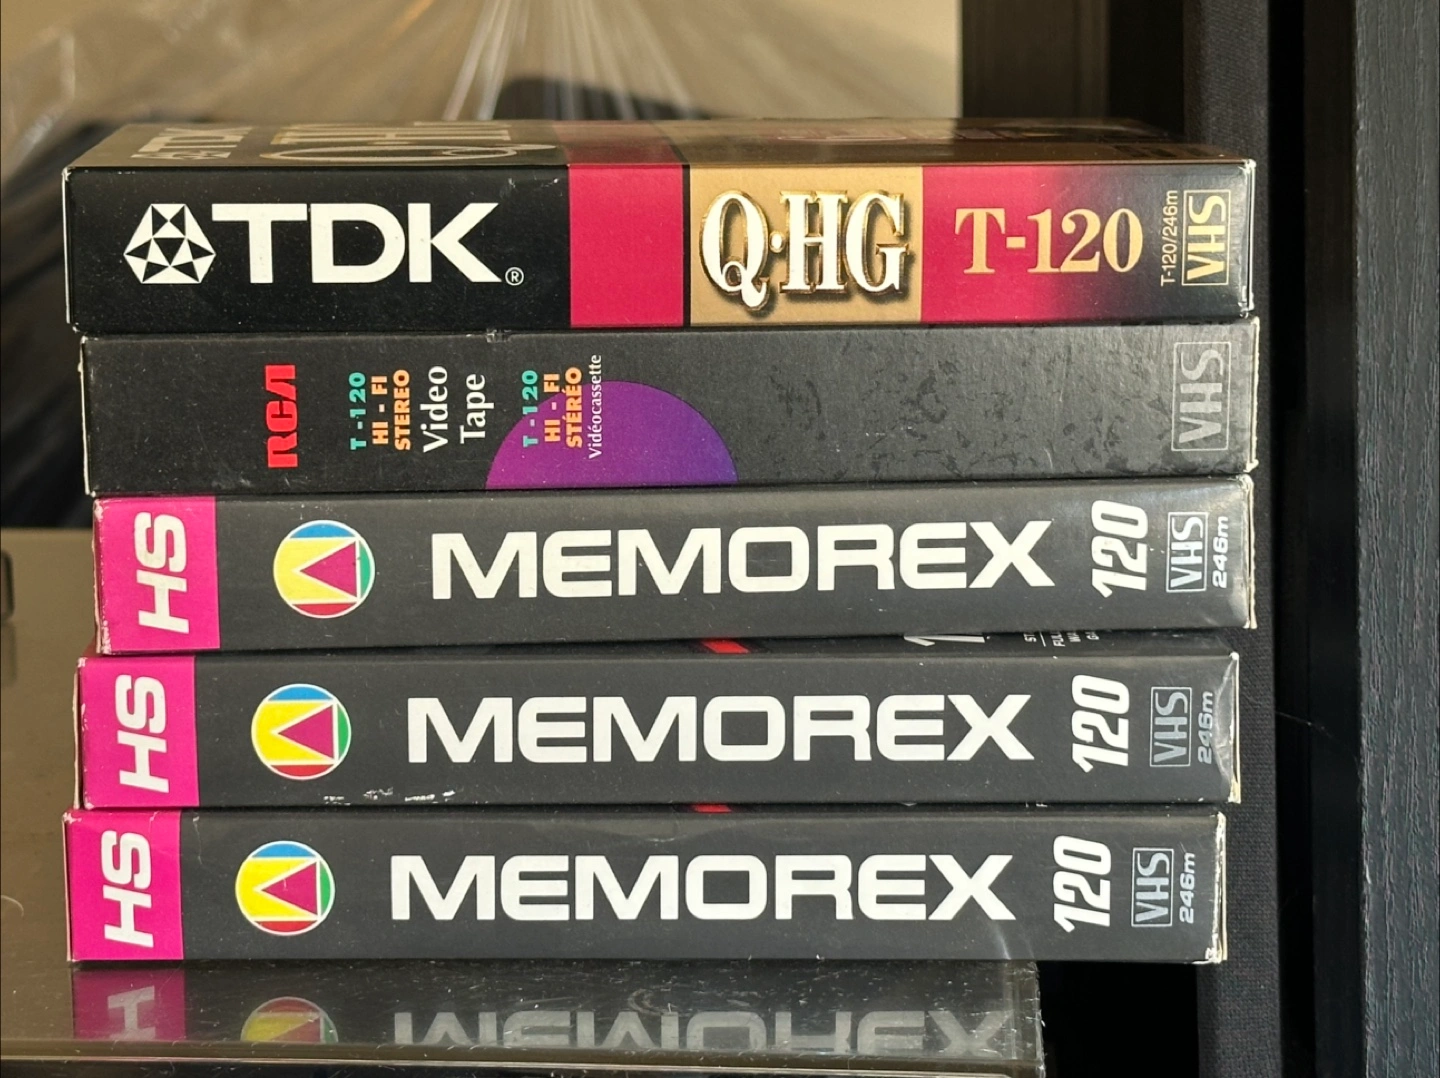 TDK®
Q·HG
T-120
T-120/246m
VHS
RCA
T-120
HI-FI
STEREO
Video
Tape
T-120
HI-FI
STÉRÉO
Vidéocassette
VHS
HS
M
MEMOREX
120
VHS
246m
HS
M
MEMOREX
120
VHS
246m
HS
M
MEMOREX
120
VHS
246m